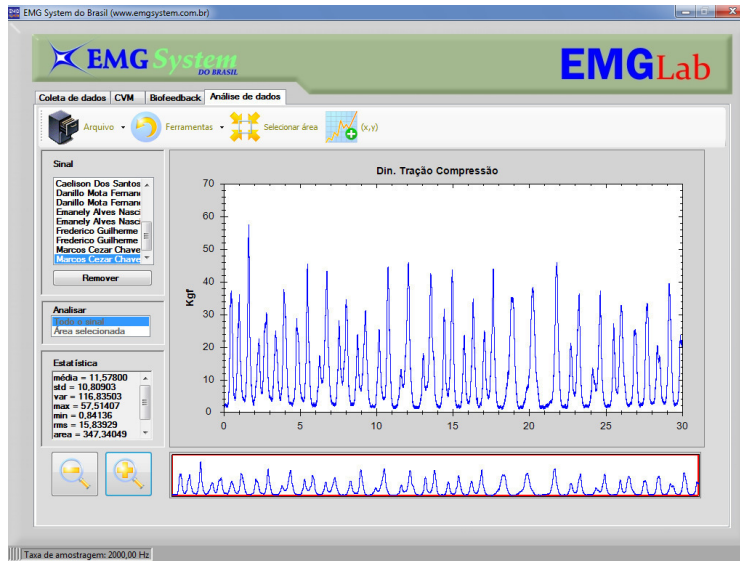 EMG System do Brasil (www.emgsystem.com.br)
EMG System
DO BRASIL
EMGLab
Coleta de dados CVM Biofeedback Análise de dados
Arquivo Ferramentas Selecionar área (x,y)
Sinal
Caelison Dos Santos
Danillo Mota Fernan
Danillo Mota Fernan
Emanely Alves Nasci
Emanely Alves Nasci
Frederico Guilherme
Frederico Guilherme
Marcos Cezar Chave
Marcos Cezar Chave
Remover
Analisar
Todo o sinal
Área selecionada
Estatística
média = 11,57800
std = 10,80903
var = 116,83503
max = 57,51407
min = 0,84136
rms = 15,83929
area = 347,34049
Din. Tração Compressão
Kgf
70
60
50
40
30
20
10
0
0 5 10 15 20 25 30
Taxa de amostragem: 2000,00 Hz